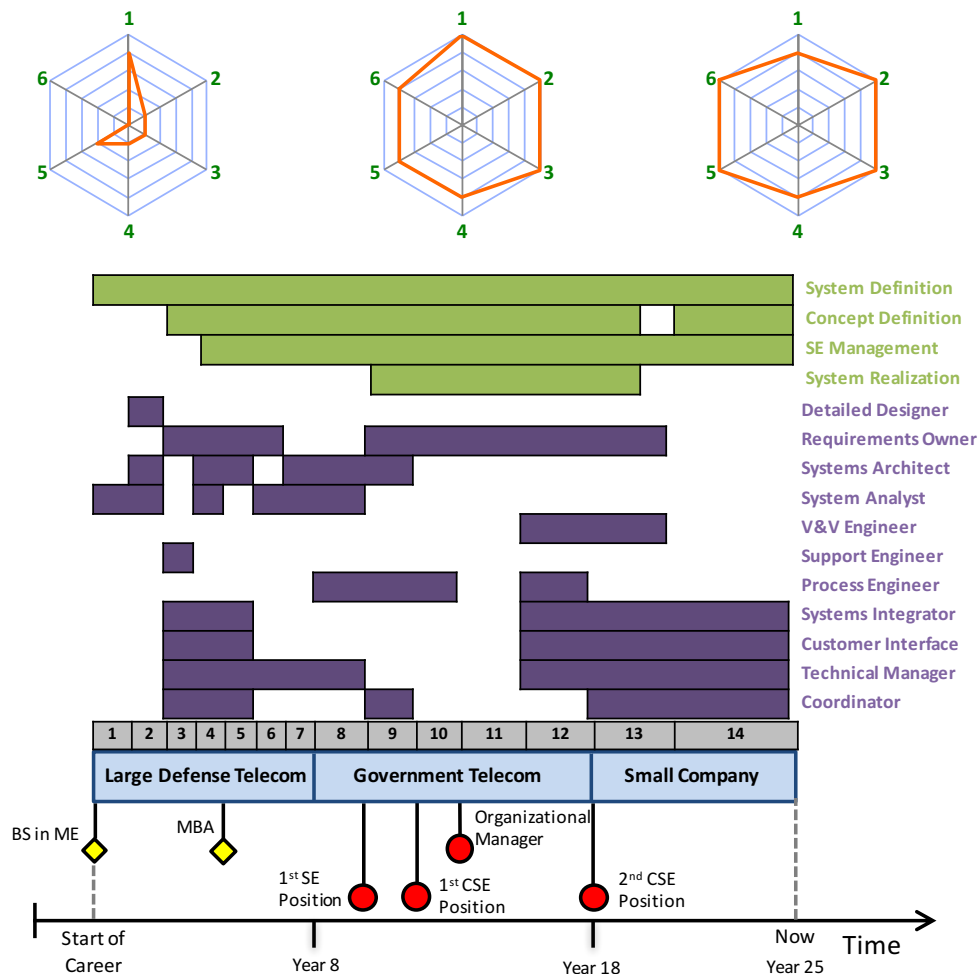 1
2
3
4
5
6
1
2
3
4
5
6
1
2
3
4
5
6
System Definition
Concept Definition
SE Management
System Realization
Detailed Designer
Requirements Owner
Systems Architect
System Analyst
V&V Engineer
Support Engineer
Process Engineer
Systems Integrator
Customer Interface
Technical Manager
Coordinator
1 2 3 4 5 6 7 8 9 10 11 12 13 14
Large Defense Telecom Government Telecom Small Company
BS in ME
MBA
Organizational
Manager
1st SE
Position
1st CSE
Position
2nd CSE
Position
Start of
Career
Year 8
Year 18
Now
Year 25
Time